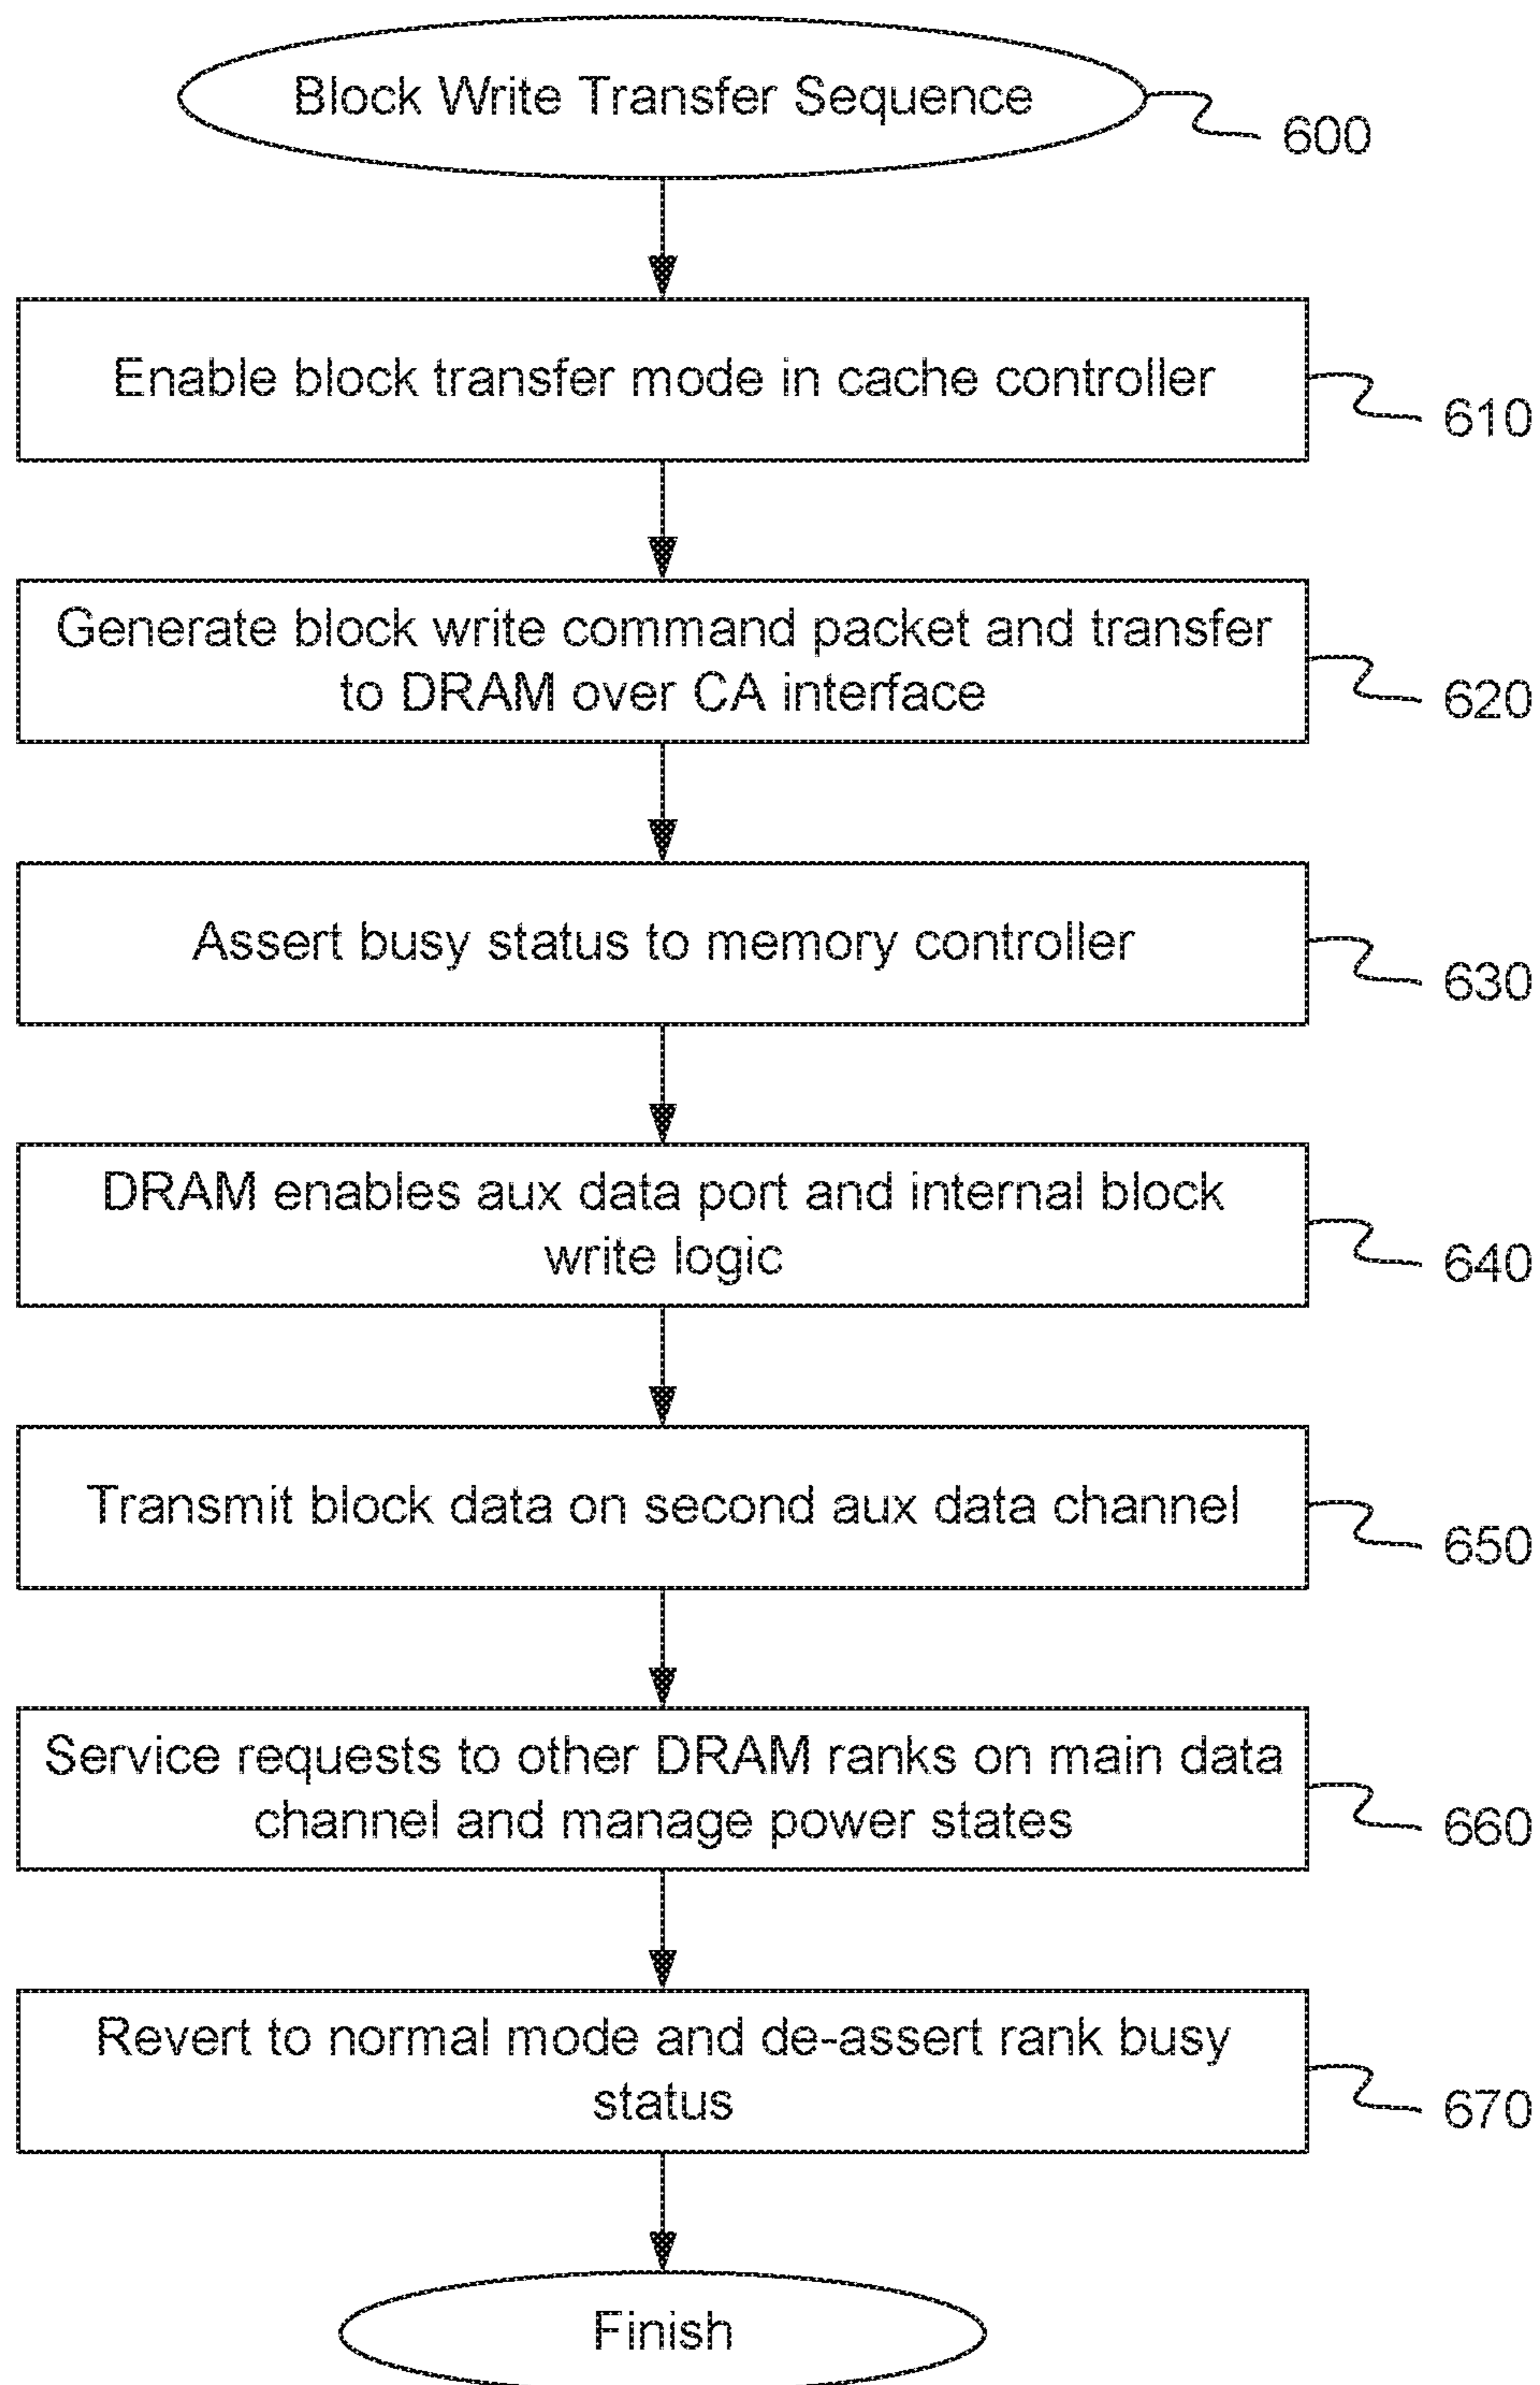 Block Write Transfer Sequence
600
Enable block transfer mode in cache controller
610
Generate block write command packet and transfer
to DRAM over CA interface
620
Assert busy status to memory controller
630
DRAM enables aux data port and internal block
write logic
640
Transmit block data on second aux data channel
650
Service requests to other DRAM ranks on main data
channel and manage power states
660
Revert to normal mode and de-assert rank busy
status
670
Finish